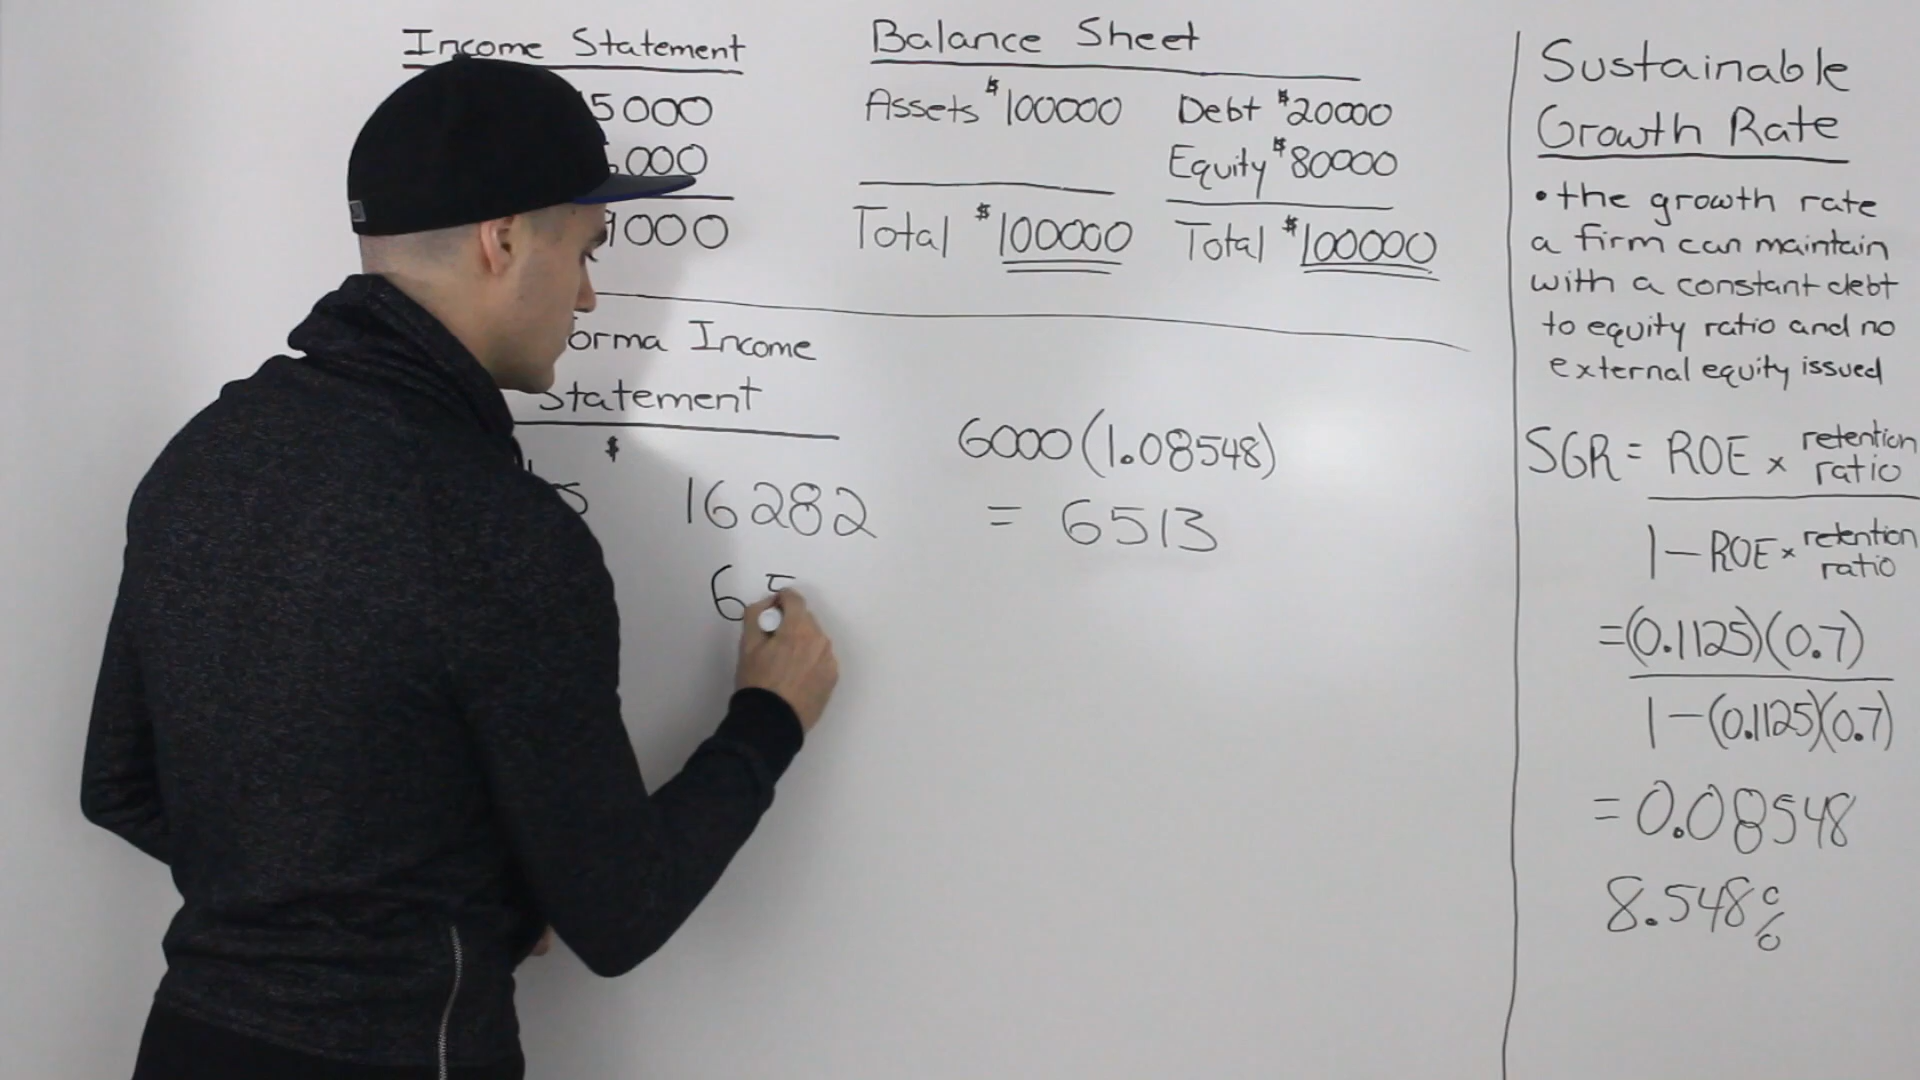 Income Statement
5000
000
9000
Balance Sheet
Assets $100000
Total $100000
Debt $20000
Equity $80000
Total $100000
orma Income
Statement
$
s 16282
65
6000(1.08548)
= 6513
Sustainable
Growth Rate
• the growth rate
a firm can maintain
with a constant debt
to equity ratio and no
external equity issued
SGR = ROE × retention ratio
1 – ROE × retention ratio
= (0.1125)(0.7)
1 – (0.1125)(0.7)
= 0.08548
8.548%